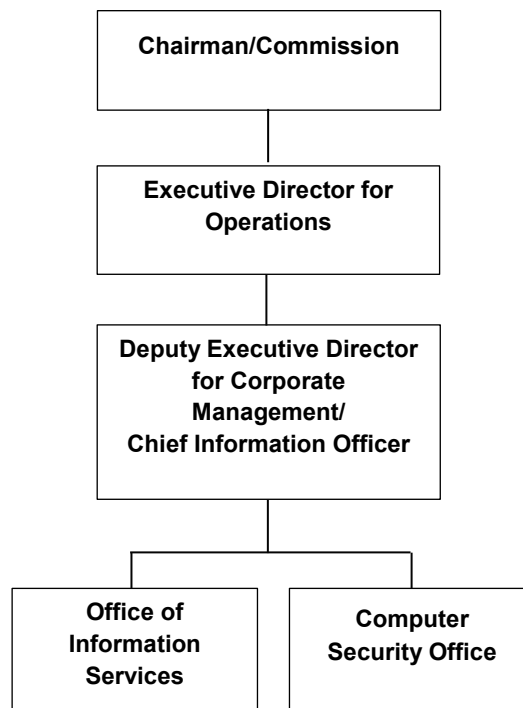 Chairman/Commission
Executive Director for
Operations
Deputy Executive Director
for Corporate
Management/
Chief Information Officer
Office of
Information
Services
Computer
Security Office